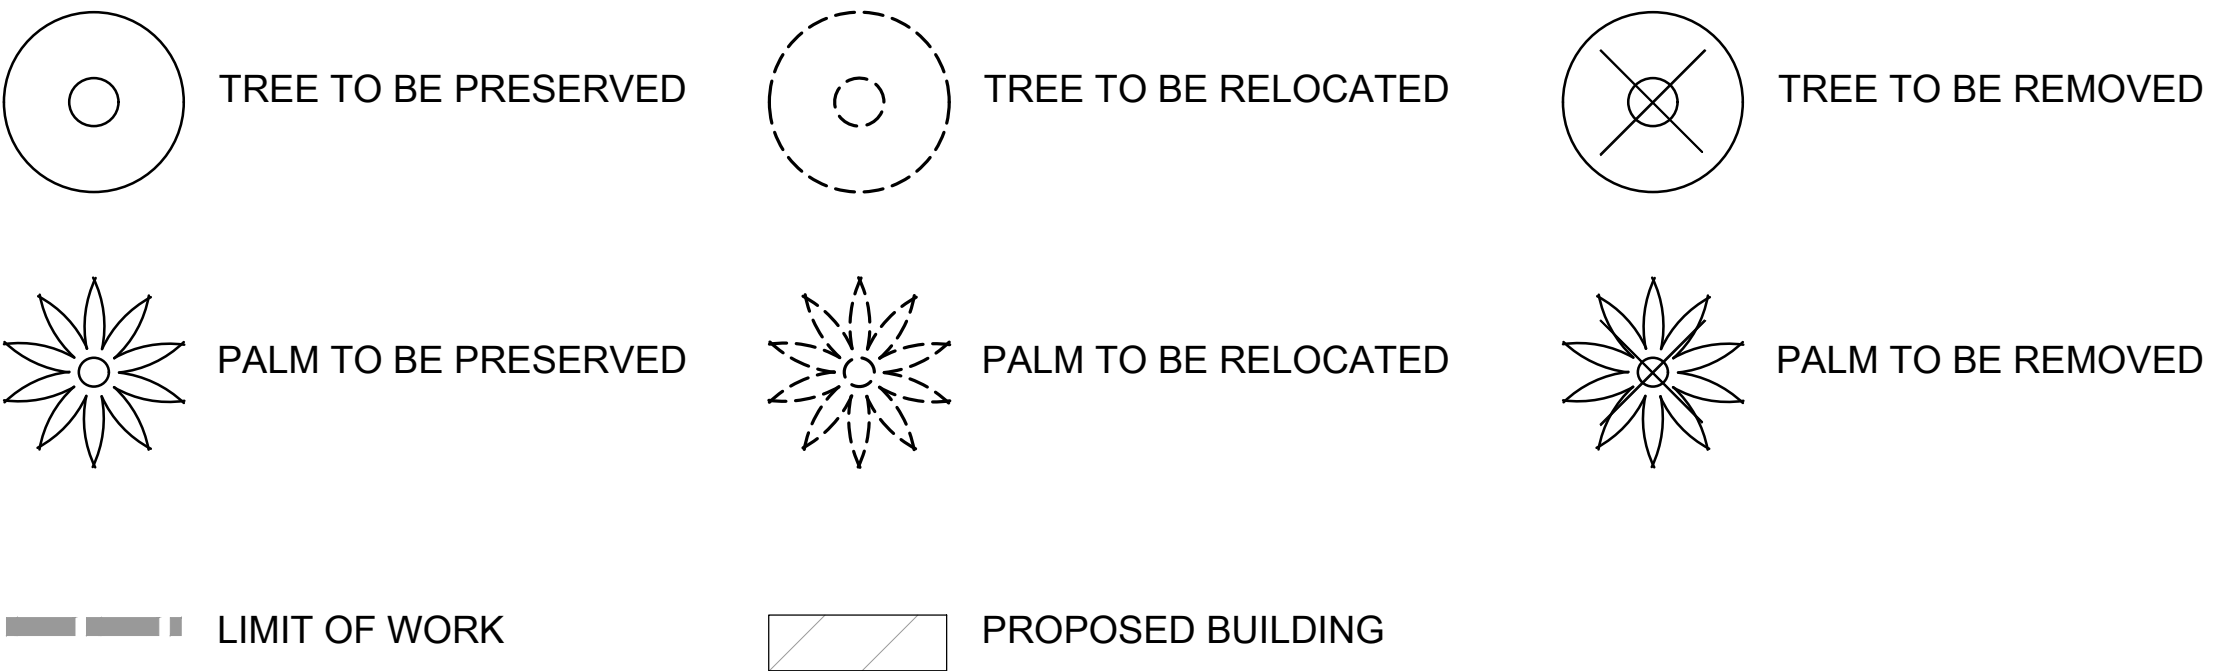 TREE TO BE PRESERVED
TREE TO BE RELOCATED
TREE TO BE REMOVED
PALM TO BE PRESERVED
PALM TO BE RELOCATED
PALM TO BE REMOVED
LIMIT OF WORK
PROPOSED BUILDING